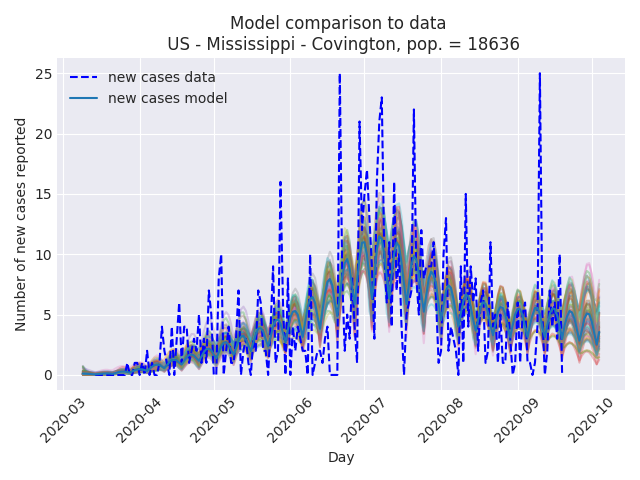 Model comparison to data
US - Mississippi - Covington, pop. = 18636
new cases data
new cases model
Number of new cases reported
25
20
15
10
5
0
2020-03
2020-04
2020-05
2020-06
2020-07
2020-08
2020-09
2020-10
Day